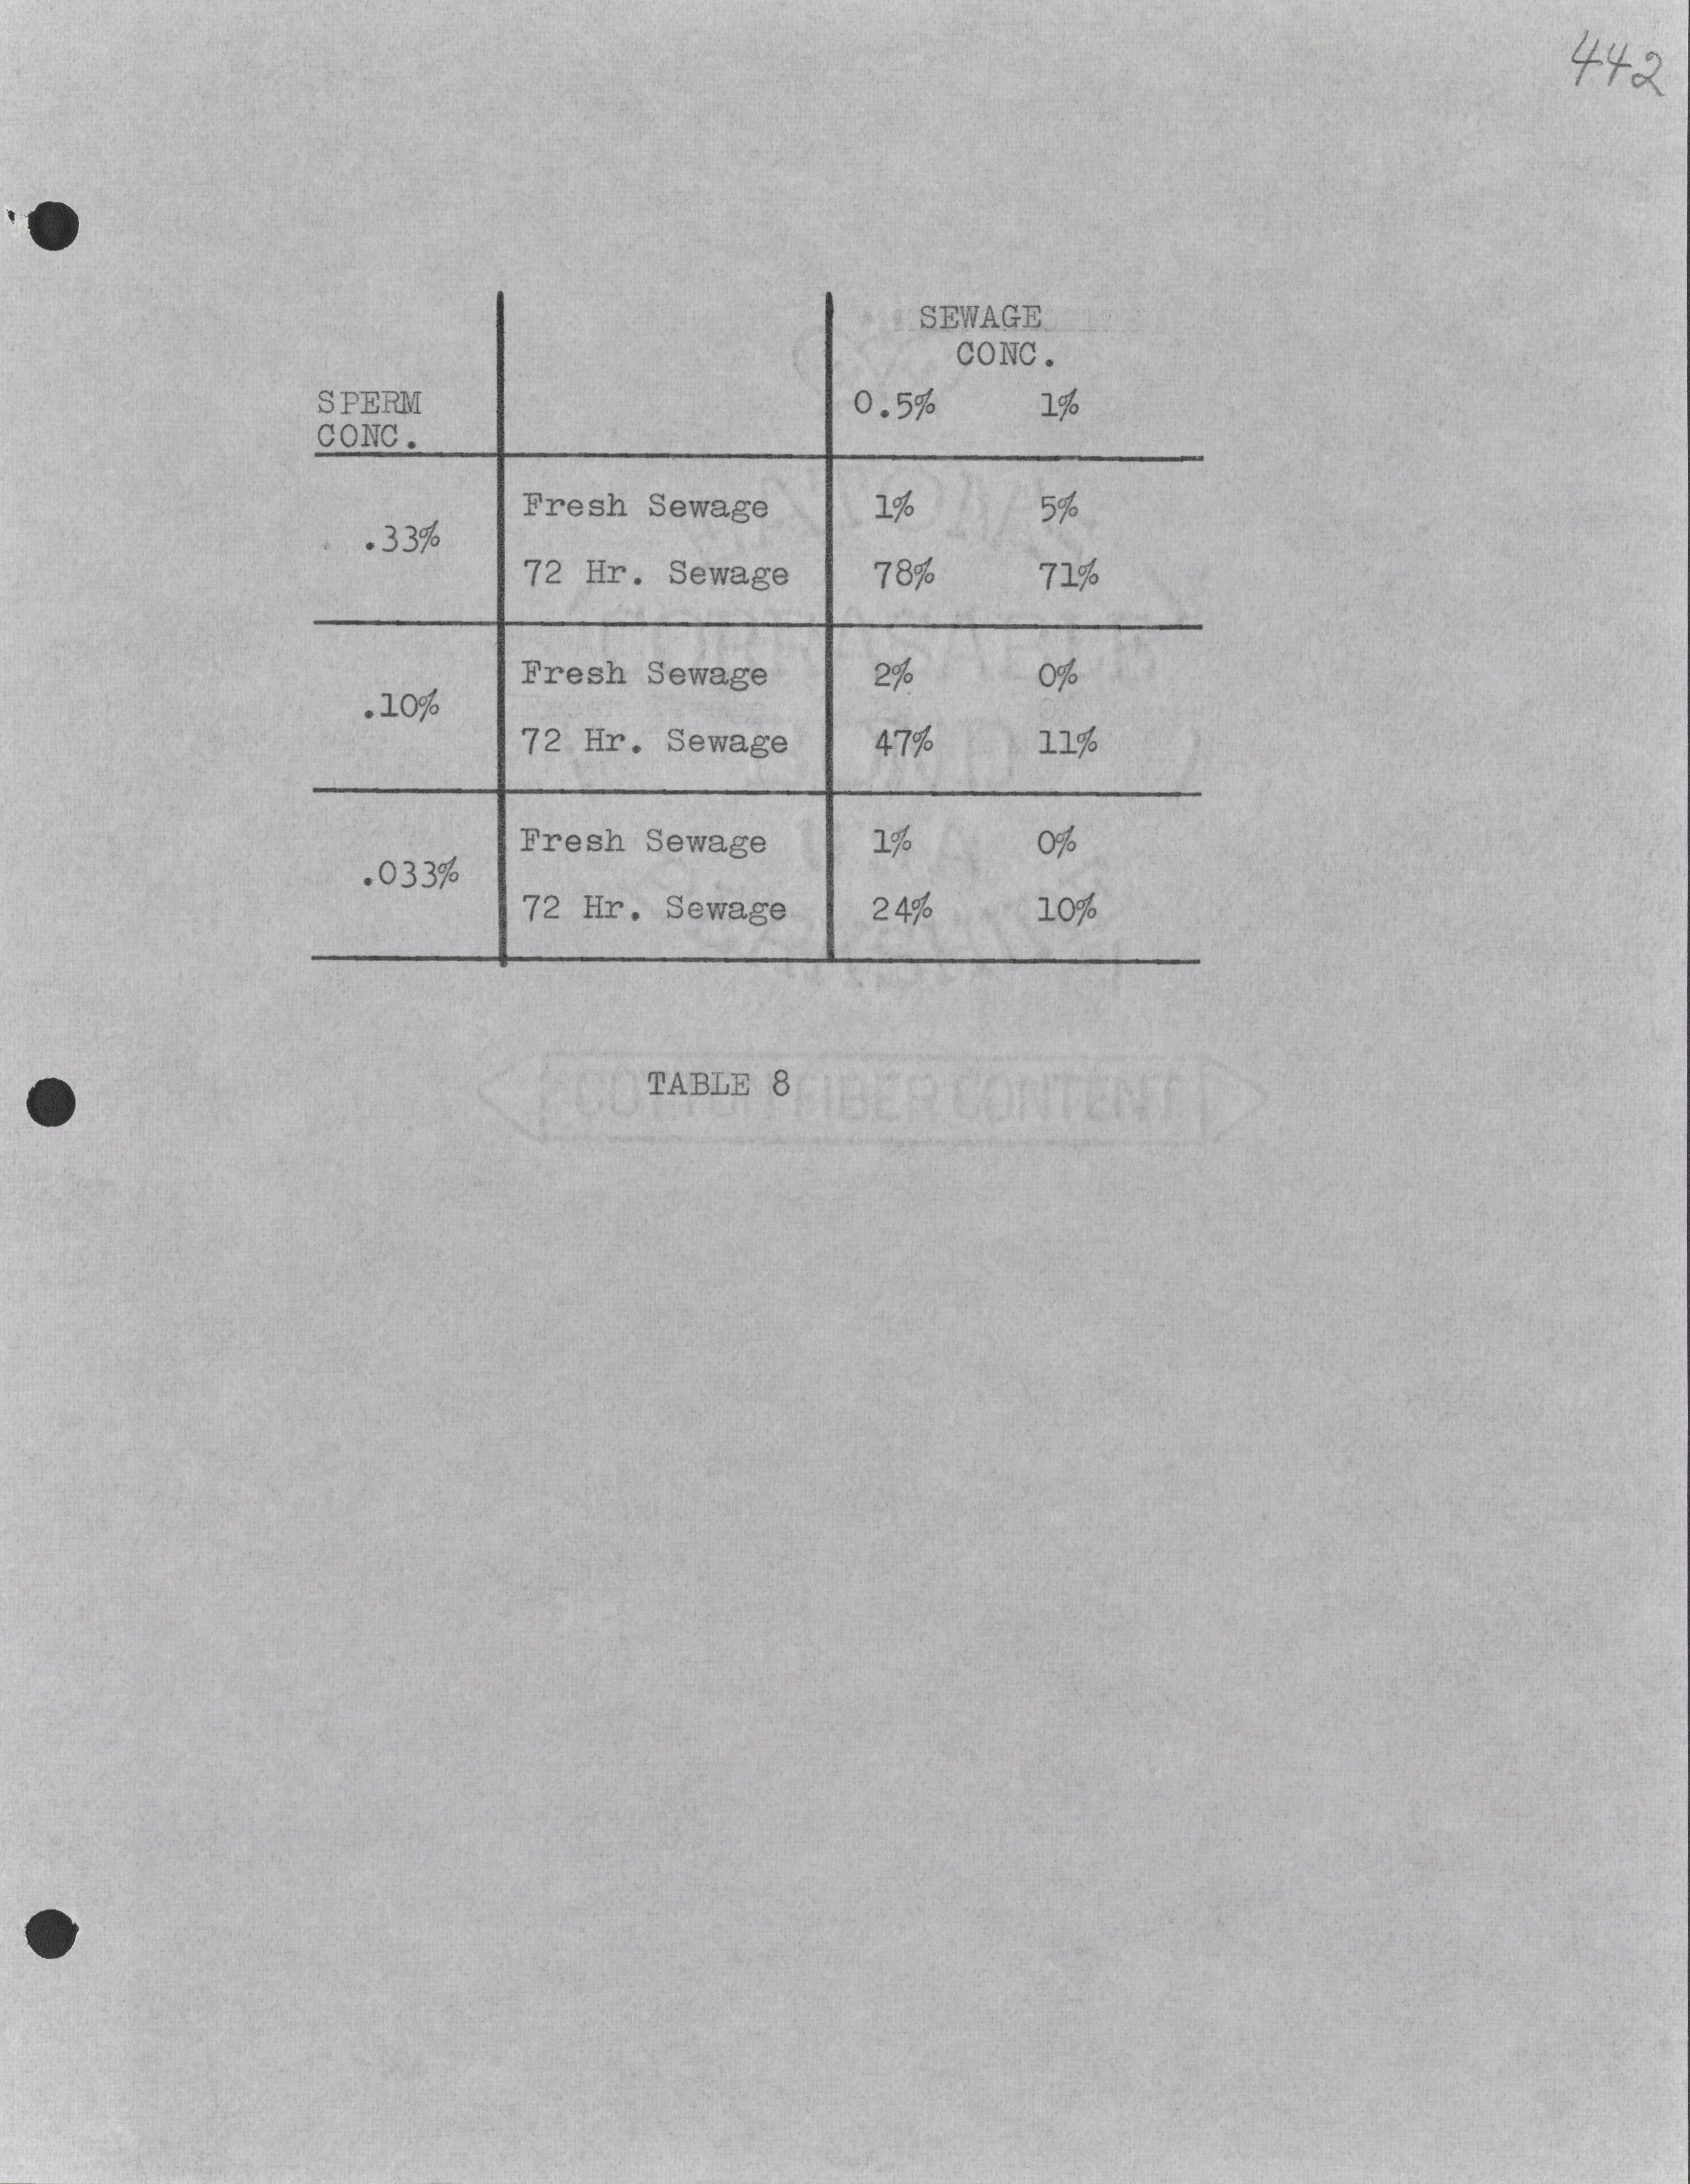 442
SEWAGE
CONC.
SPERM 0.5% 1%
CONC.
Fresh Sewage 1% 5%
.33%
72 Hr. Sewage 78% 71%
Fresh Sewage 2% 0%
.10%
72 Hr. Sewage 47% 11%
Fresh Sewage 1% 0%
.033%
72 Hr. Sewage 24% 10%
TABLE 8
COTTON FIBER CONTENT